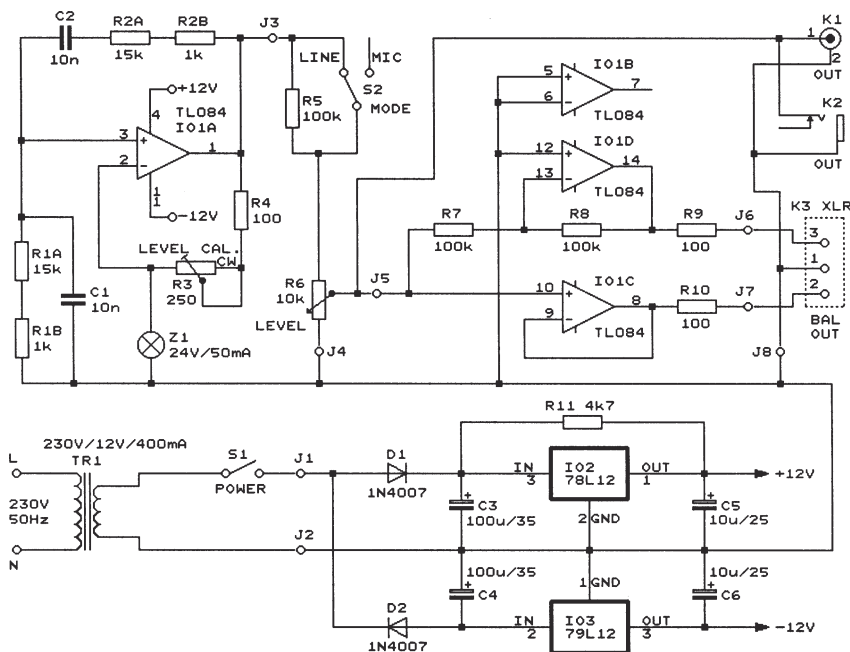 C2
10n
R2A
15k
R2B
1k
J3
LINE
MIC
S2
MODE
R5
100k
+12V
4
TL084
IO1A
3
2
1
1
1
-12V
R4
100
LEVEL CAL.
CW
R3
250
R1A
15k
R1B
1k
C1
10n
Z1
24V/50mA
R6
10k
LEVEL
J4
J5
5
6
7
IO1B
TL084
12
13
14
IO1D
TL084
R7
100k
R8
100k
R9
100
J6
10
9
8
IO1C
TL084
R10
100
J7
J8
K1
1
2
OUT
K2
OUT
K3 XLR
3
1
2
BAL
OUT
230V/12V/400mA
TR1
L
230V
50Hz
N
S1
POWER
J1
J2
D1
1N4007
D2
1N4007
R11 4k7
IN
3
IO2
78L12
OUT
1
+12V
C3
100u/35
2
GND
C5
10u/25
100u/35
C4
1
GND
10u/25
C6
IN
2
IO3
79L12
OUT
3
-12V